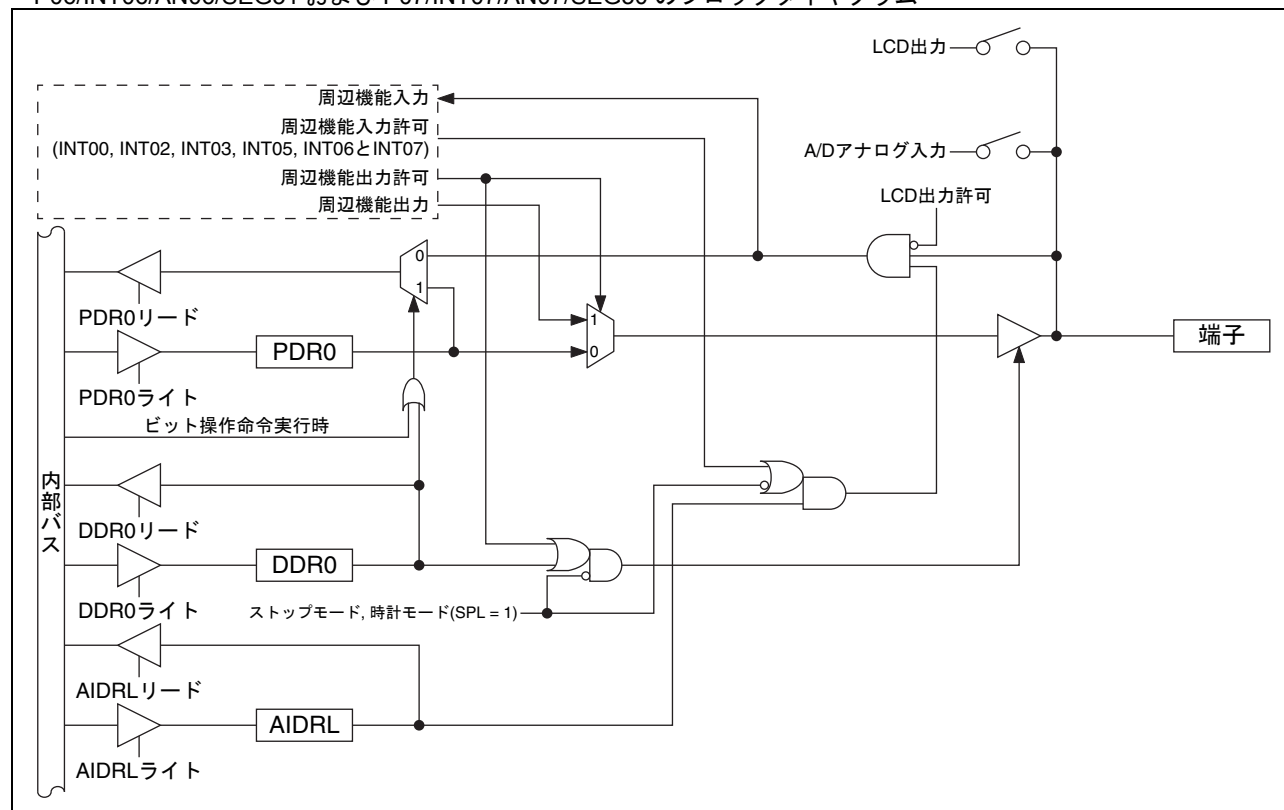 P06/INT06/AN06/SEG31 および P07/INT07/AN07/SEG30 のブロックダイヤグラム
LCD出力
周辺機能入力
周辺機能入力許可
(INT00, INT02, INT03, INT05, INT06とINT07)
周辺機能出力許可
周辺機能出力
A/Dアナログ入力
LCD出力許可
0
1
PDR0リード
1
0
端子
PDR0
PDR0ライト
ビット操作命令実行時
内部バス
DDR0リード
DDR0
DDR0ライト
ストップモード, 時計モード(SPL = 1)
AIDRLリード
AIDRL
AIDRLライト